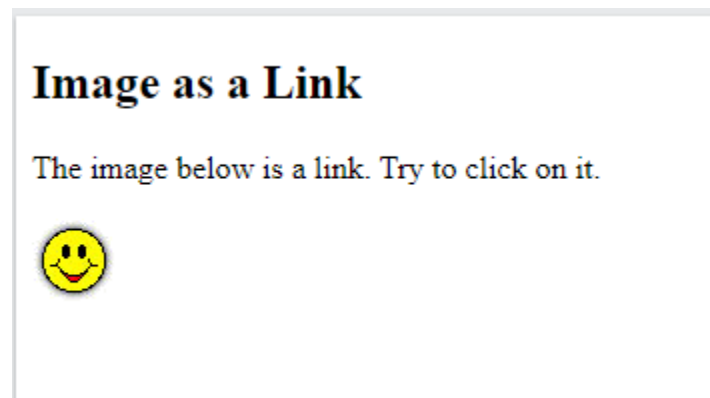 Image as a Link
The image below is a link. Try to click on it.